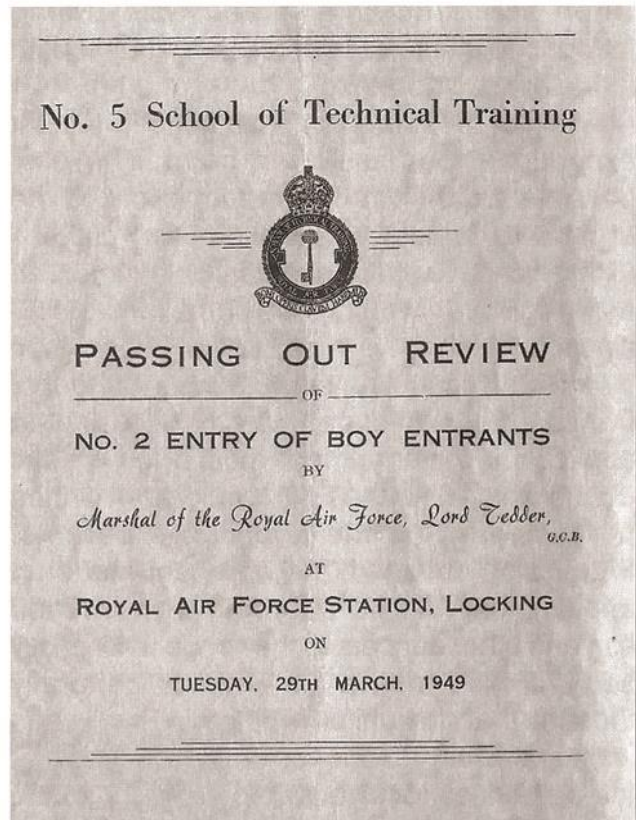 No. 5 School of Technical Training
PASSING OUT REVIEW
OF
No. 2 ENTRY OF BOY ENTRANTS
BY
Marshal of the Royal Air Force, Lord Tedder,
G.C.B.
AT
ROYAL AIR FORCE STATION, LOCKING
ON
TUESDAY, 29TH MARCH, 1949